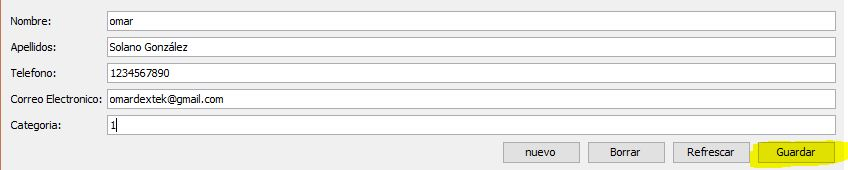 Nombre: omar
Apellidos: Solano González
Telefono: 1234567890
Correo Electronico: omardextek@gmail.com
Categoria: 1
nuevo Borrar Refrescar Guardar